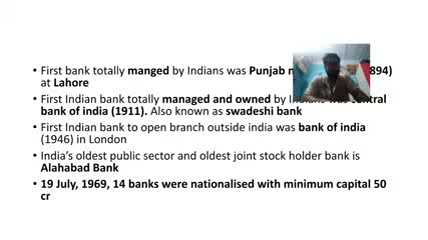 • First bank totally manged by Indians was Punjab 894)
at Lahore
• First Indian bank totally managed and owned by
bank of india (1911). Also known as swadeshi bank
• First Indian bank to open branch outside india was bank of india
(1946) in London
• India's oldest public sector and oldest joint stock holder bank is
Alahabad Bank
• 19 July, 1969, 14 banks were nationalised with minimum capital 50
cr